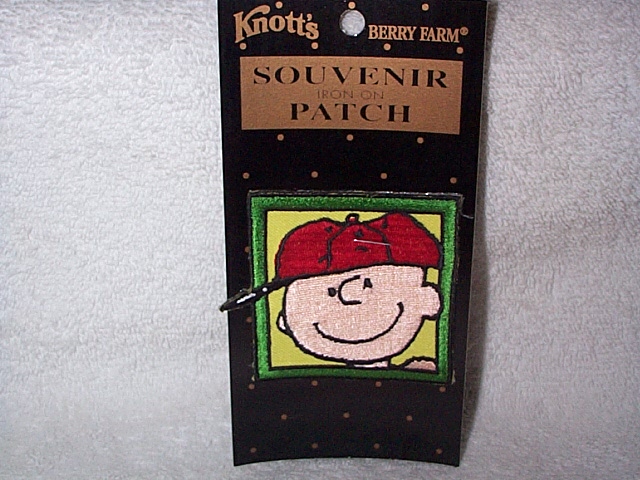 Knott's BERRY FARM®
SOUVENIR
IRON ON
PATCH